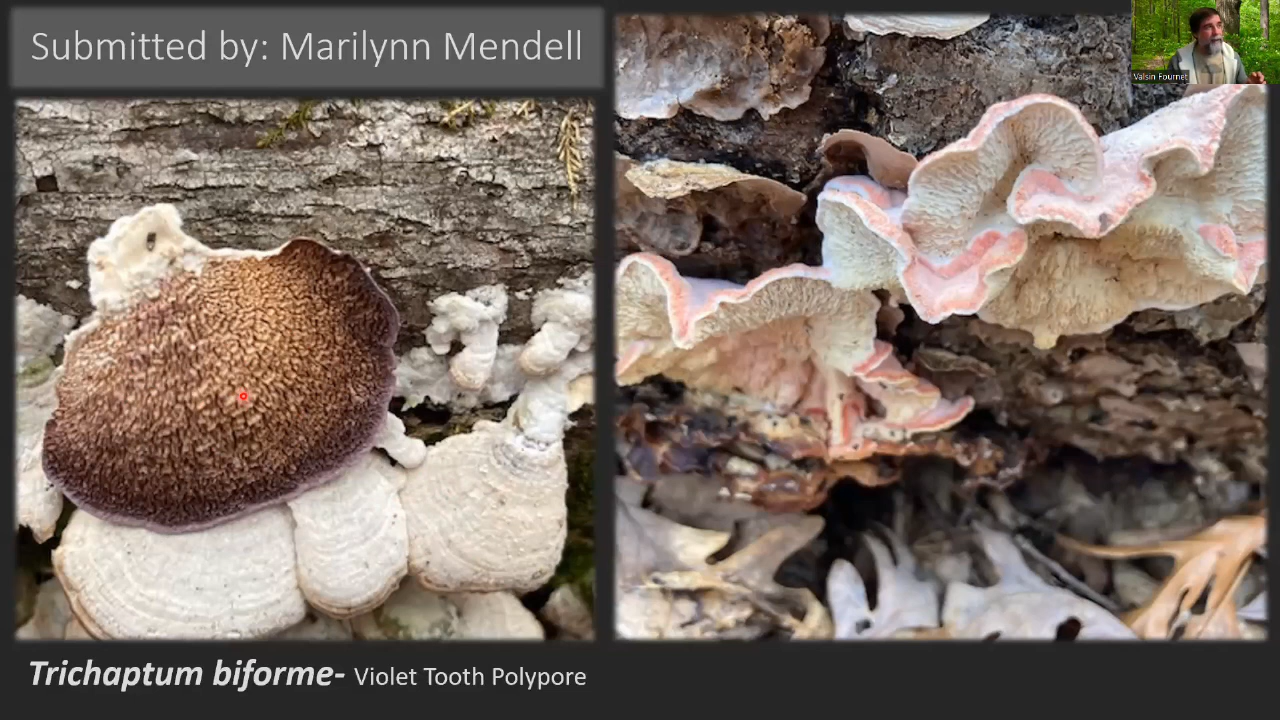 Submitted by: Marilynn Mendell
Valsin Fournet
Trichaptum biforme- Violet Tooth Polypore